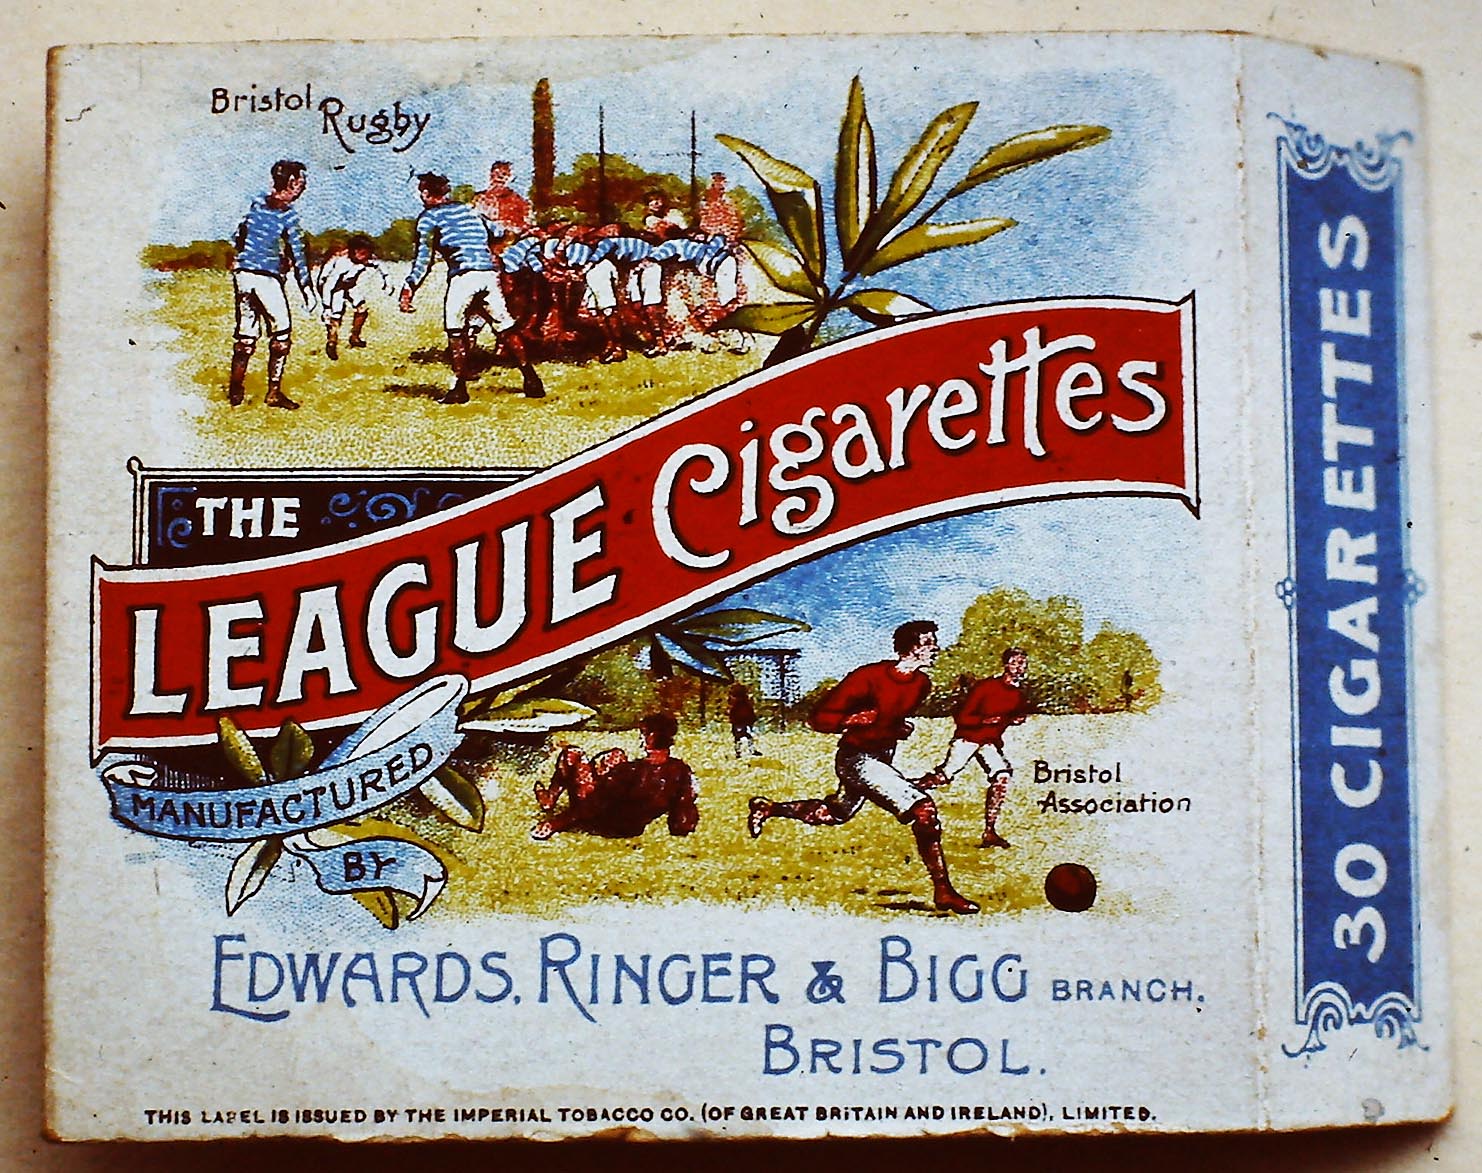 Bristol Rugby
THE
LEAGUE Cigarettes
MANUFACTURED
BY
Bristol
Association
EDWARDS, RINGER & BIGG BRANCH,
BRISTOL.
THIS LABEL IS ISSUED BY THE IMPERIAL TOBACCO CO. (OF GREAT BRITAIN AND IRELAND), LIMITED.
30 CIGARETTES